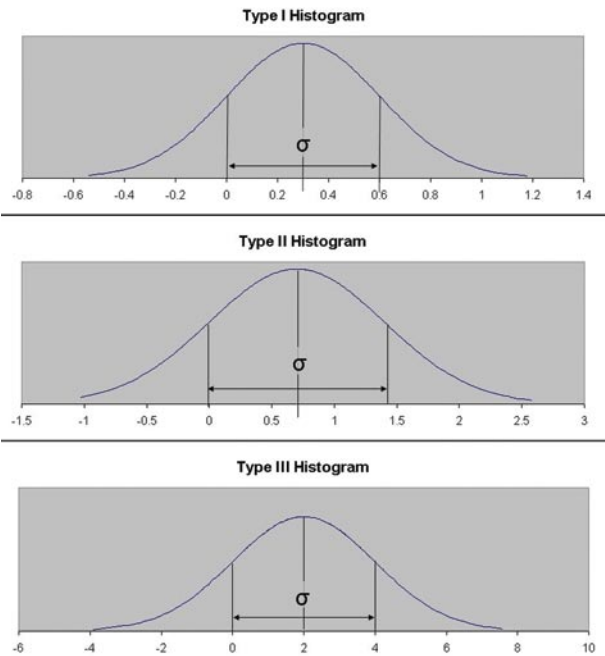 Type I Histogram
σ
-0.8 -0.6 -0.4 -0.2 0 0.2 0.4 0.6 0.8 1 1.2 1.4
Type II Histogram
σ
-1.5 -1 -0.5 0 0.5 1 1.5 2 2.5 3
Type III Histogram
σ
-6 -4 -2 0 2 4 6 8 10